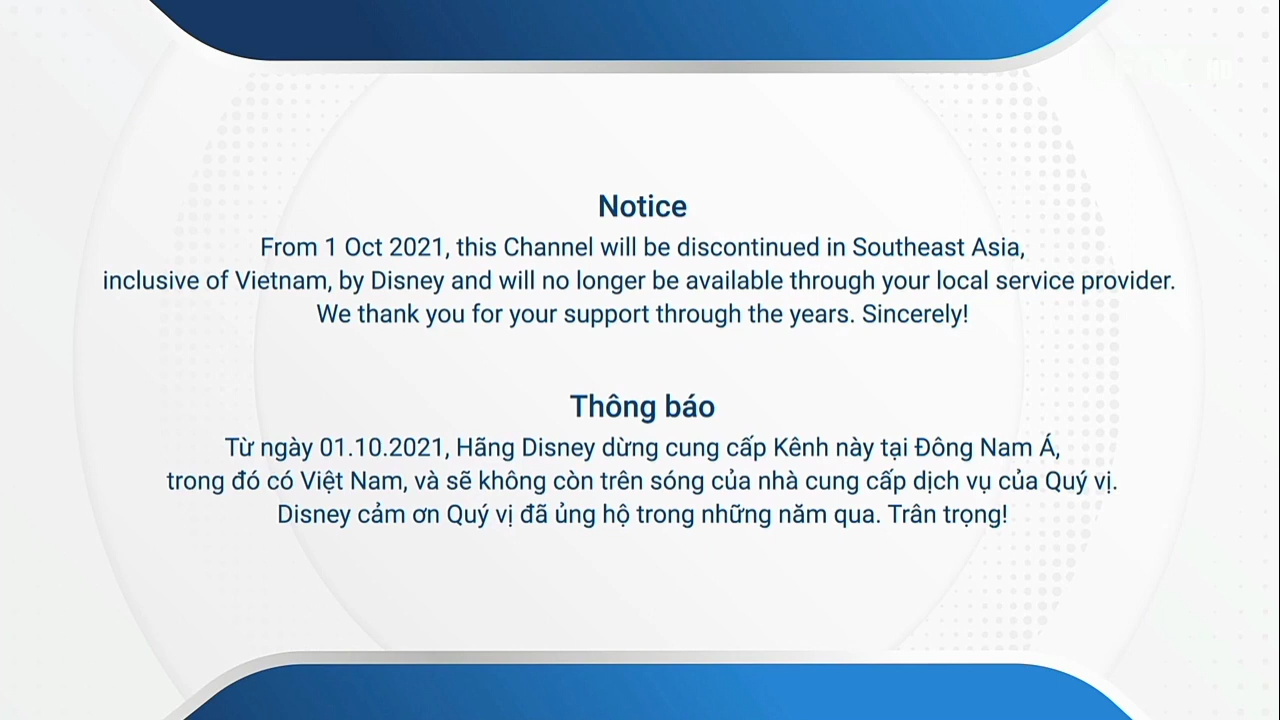 HD
Notice
From 1 Oct 2021, this Channel will be discontinued in Southeast Asia,
inclusive of Vietnam, by Disney and will no longer be available through your local service provider.
We thank you for your support through the years. Sincerely!
Thông báo
Từ ngày 01.10.2021, Hãng Disney dừng cung cấp Kênh này tại Đông Nam Á,
trong đó có Việt Nam, và sẽ không còn trên sóng của nhà cung cấp dịch vụ của Quý vị.
Disney cảm ơn Quý vị đã ủng hộ trong những năm qua. Trân trọng!